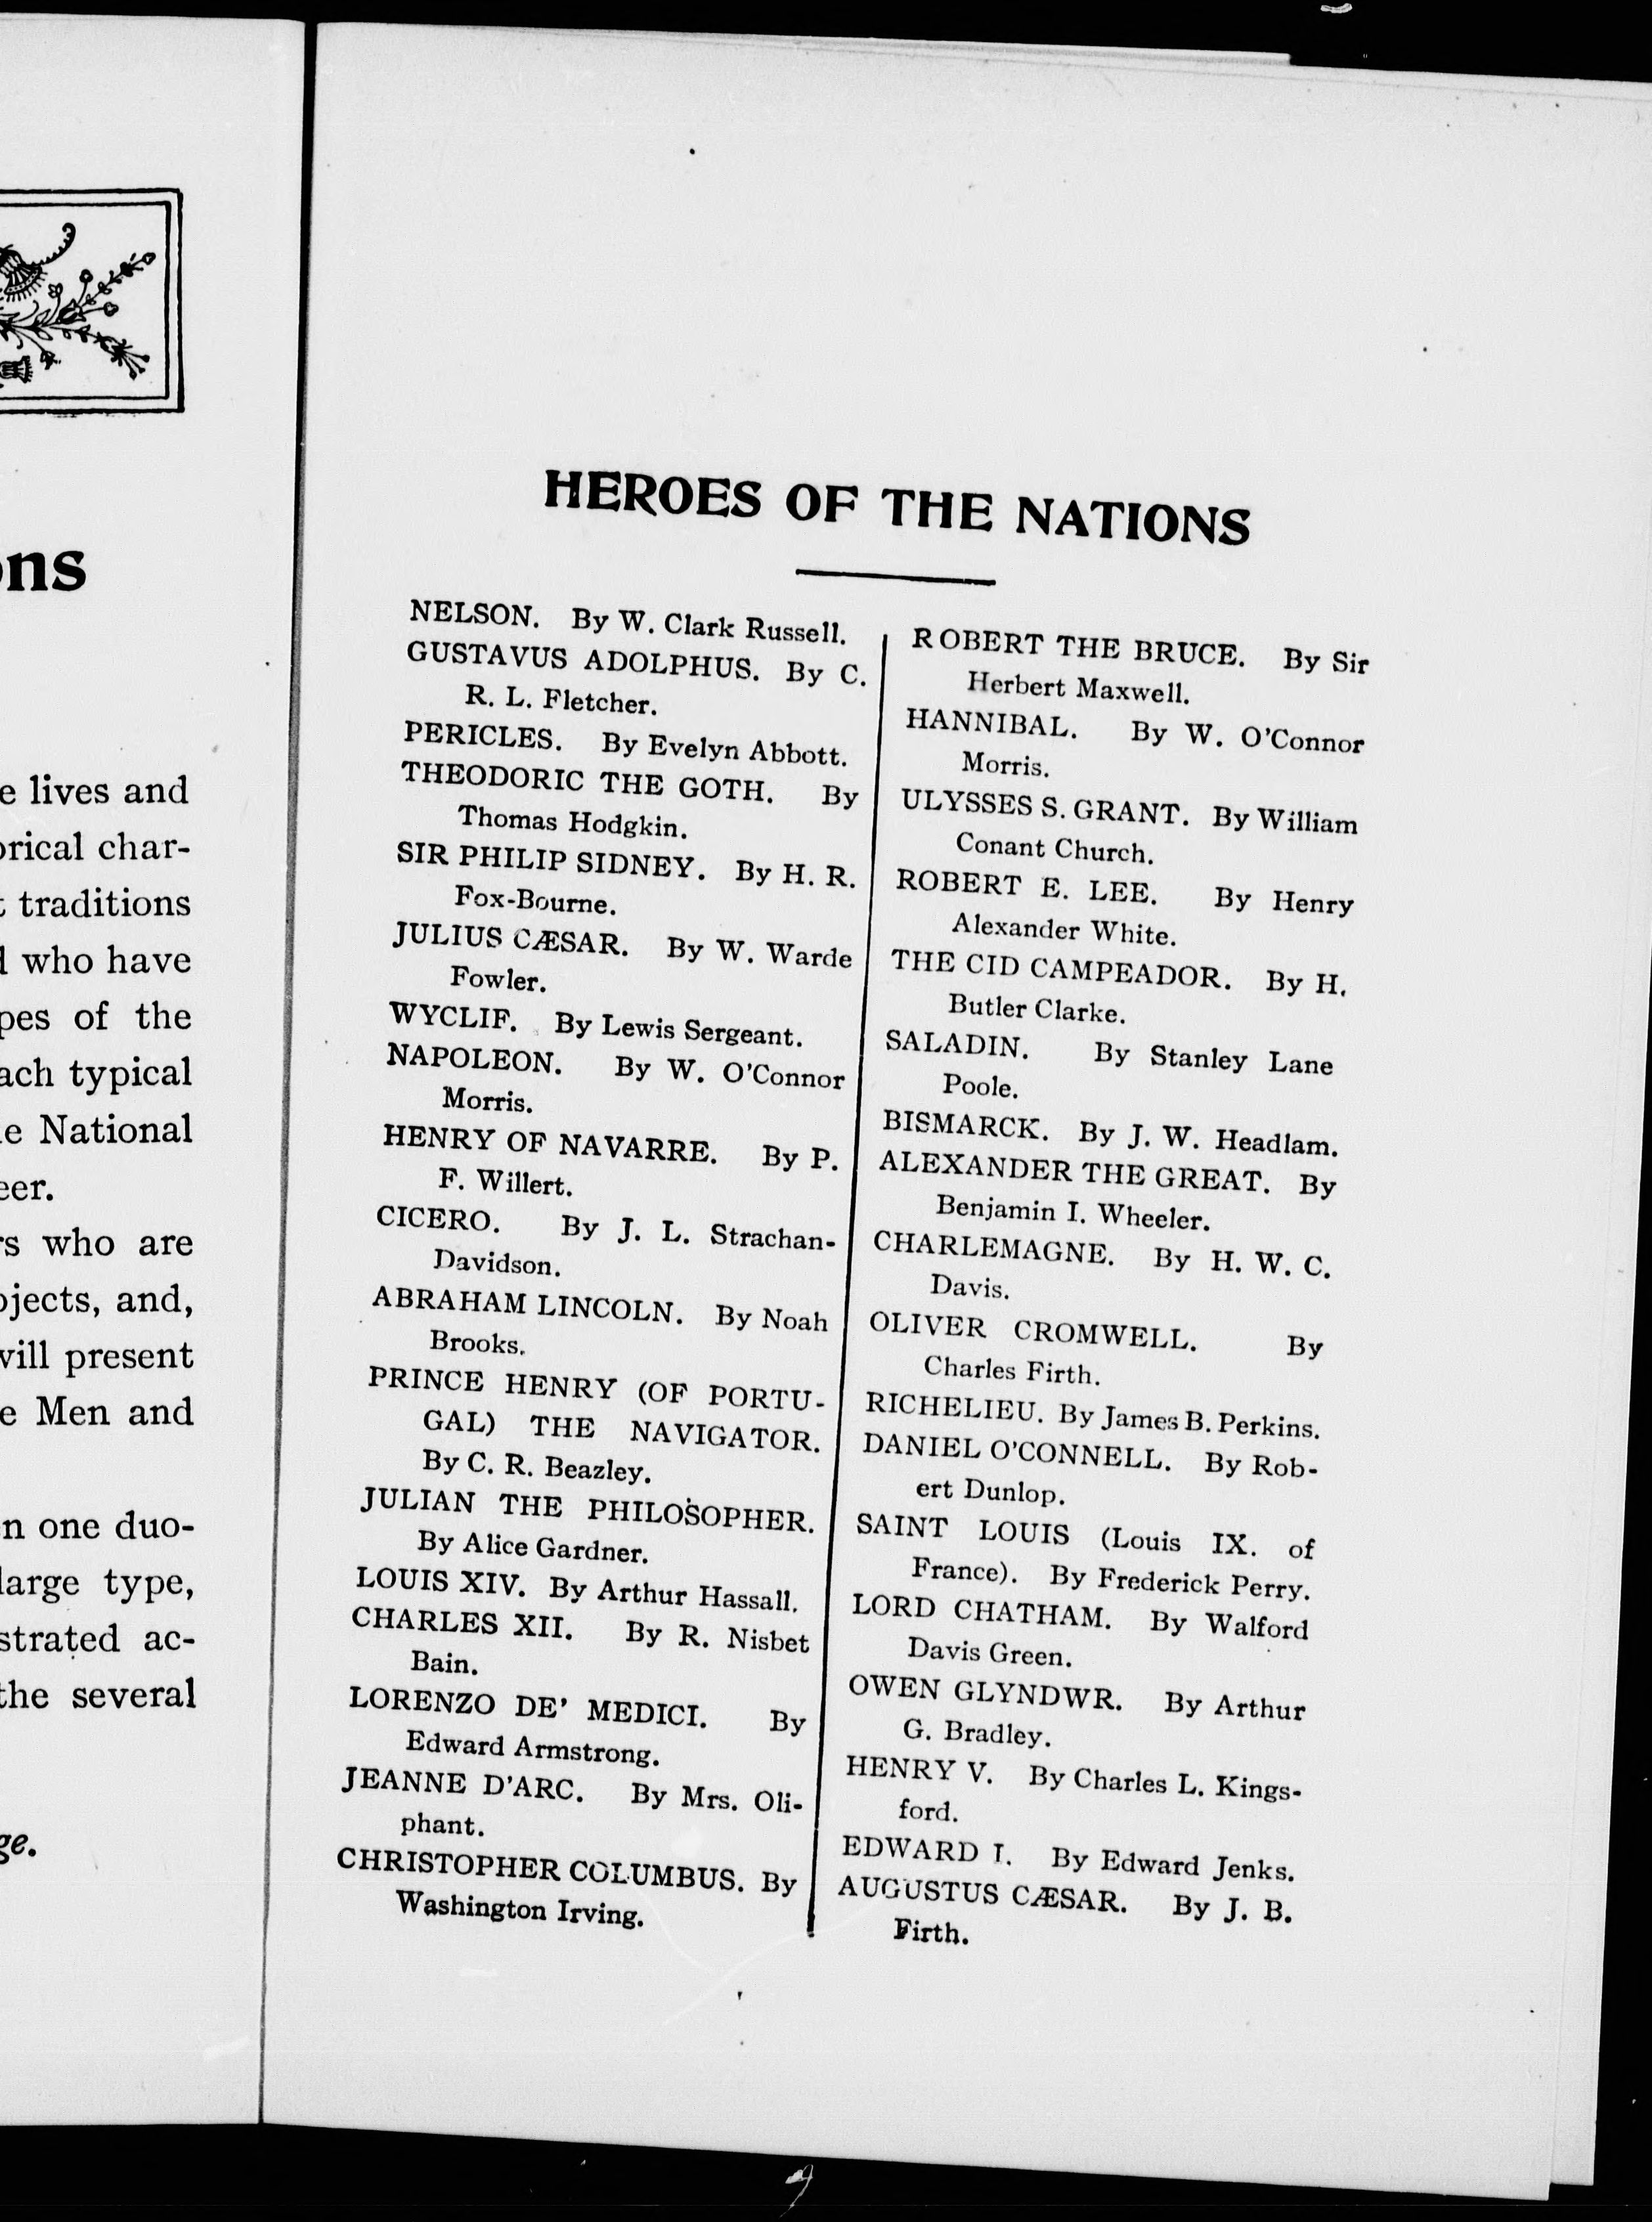 ons
e lives and
orical char-
traditions
who have
pes of the
ach typical
e National
eer.
rs who are
ojects, and,
will present
e Men and
n one duo-
large type,
strated ac-
the several
ge.
HEROES OF THE NATIONS
NELSON. By W. Clark Russell.
GUSTAVUS ADOLPHUS. By C.
R. L. Fletcher.
PERICLES. By Evelyn Abbott.
THEODORIC THE GOTH. By
Thomas Hodgkin.
SIR PHILIP SIDNEY. By H. R.
Fox-Bourne.
JULIUS CÆSAR. By W. Warde
Fowler.
WYCLIF. By Lewis Sergeant.
NAPOLEON. By W. O'Connor
Morris.
HENRY OF NAVARRE. By P.
F. Willert.
CICERO. By J. L. Strachan-
Davidson.
ABRAHAM LINCOLN. By Noah
Brooks.
PRINCE HENRY (OF PORTU-
GAL) THE NAVIGATOR.
By C. R. Beazley.
JULIAN THE PHILOSOPHER.
By Alice Gardner.
LOUIS XIV. By Arthur Hassall.
CHARLES XII. By R. Nisbet
Bain.
LORENZO DE' MEDICI. By
Edward Armstrong.
JEANNE D'ARC. By Mrs. Oli-
phant.
CHRISTOPHER COLUMBUS. By
Washington Irving.
ROBERT THE BRUCE. By Sir
Herbert Maxwell.
HANNIBAL. By W. O'Connor
Morris.
ULYSSES S. GRANT. By William
Conant Church.
ROBERT E. LEE. By Henry
Alexander White.
THE CID CAMPEADOR. By H.
Butler Clarke.
SALADIN. By Stanley Lane
Poole.
BISMARCK. By J. W. Headlam.
ALEXANDER THE GREAT. By
Benjamin I. Wheeler.
CHARLEMAGNE. By H. W. C.
Davis.
OLIVER CROMWELL. By
Charles Firth.
RICHELIEU. By James B. Perkins.
DANIEL O'CONNELL. By Rob-
ert Dunlop.
SAINT LOUIS (Louis IX. of
France). By Frederick Perry.
LORD CHATHAM. By Walford
Davis Green.
OWEN GLYNDWR. By Arthur
G. Bradley.
HENRY V. By Charles L. Kings-
ford.
EDWARD I. By Edward Jenks.
AUGUSTUS CÆSAR. By J. B.
Firth.